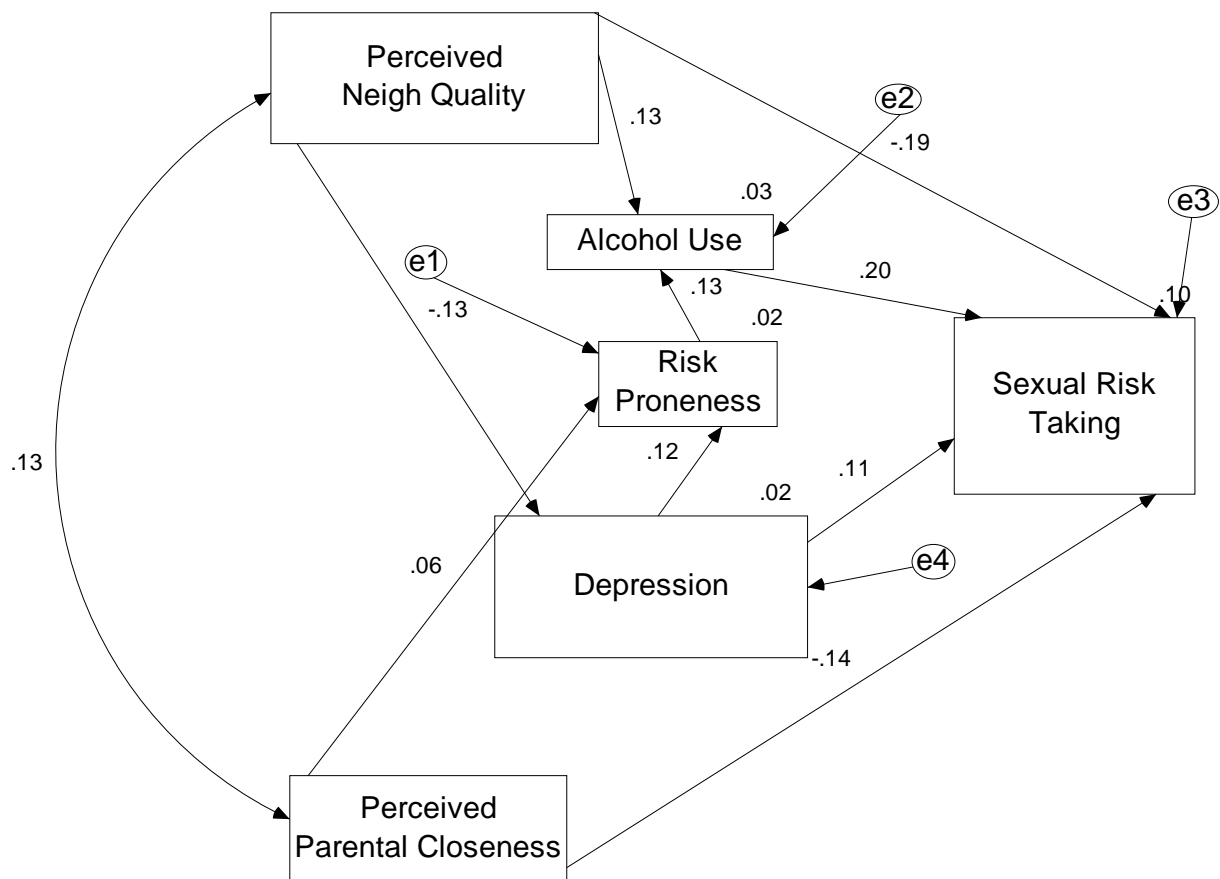 Perceived
Neigh Quality
e2
.13
-.19
.03
e3
Alcohol Use
e1
.20
.13
.10
-.13
.02
Risk
Proneness
Sexual Risk
Taking
.13
.12
.11
.02
.06
Depression
e4
-.14
Perceived
Parental Closeness